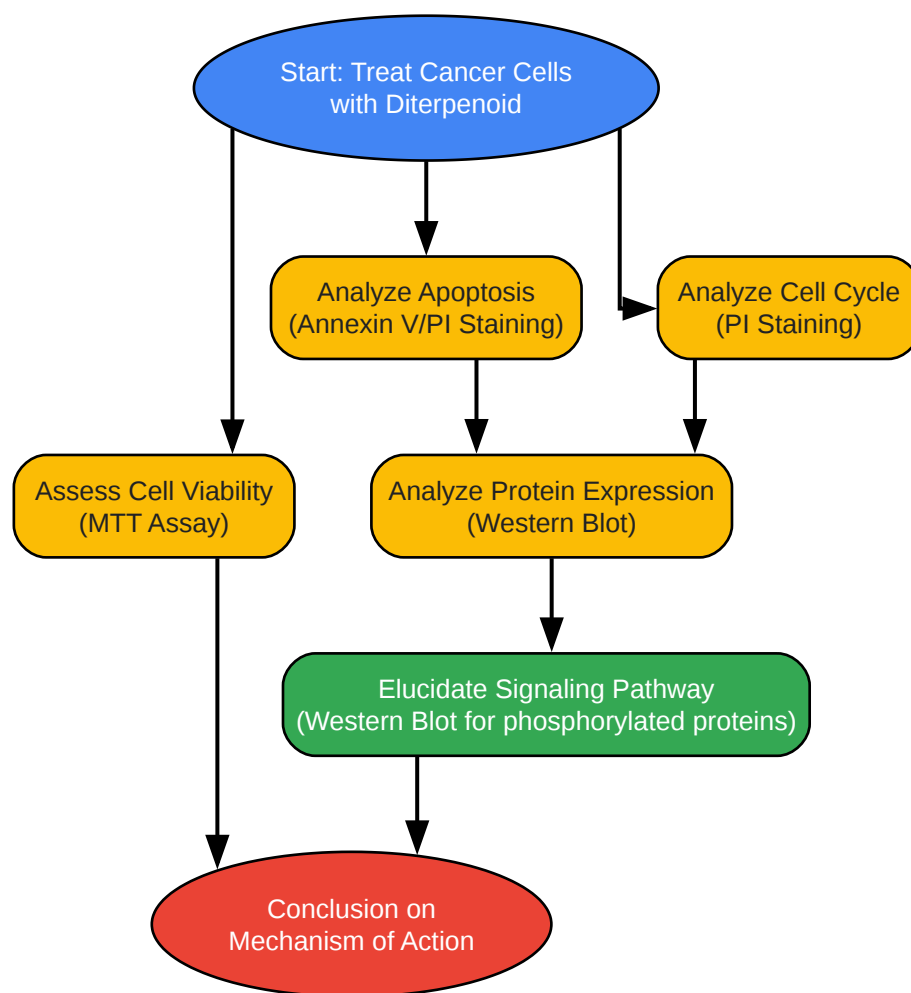 Start: Treat Cancer Cells
with Diterpenoid
Analyze Apoptosis
(Annexin V/PI Staining)
Analyze Cell Cycle
(PI Staining)
Assess Cell Viability
(MTT Assay)
Analyze Protein Expression
(Western Blot)
Elucidate Signaling Pathway
(Western Blot for phosphorylated proteins)
Conclusion on
Mechanism of Action